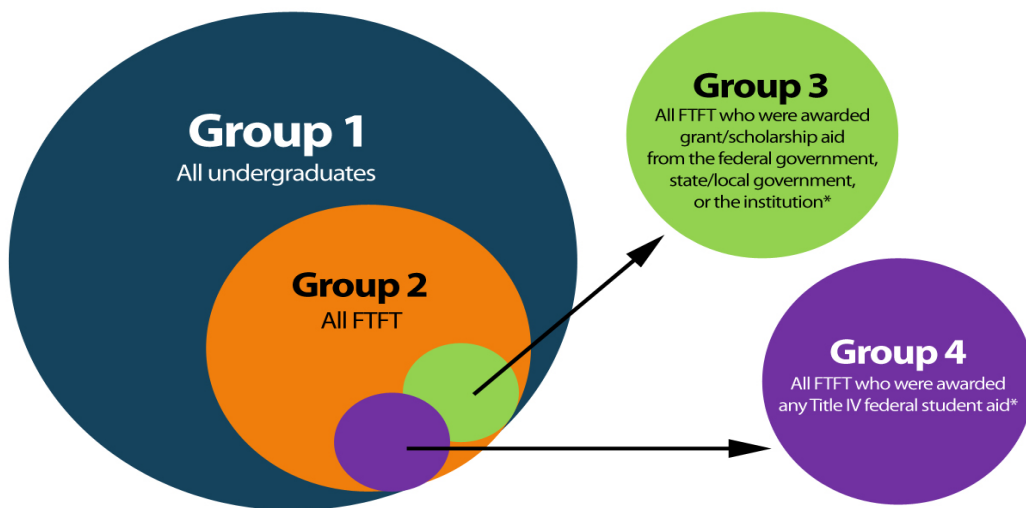 Group 1
All undergraduates
Group 2
All FTFT
Group 3
All FTFT who were awarded
grant/scholarship aid
from the federal government,
state/local government,
or the institution*
Group 4
All FTFT who were awarded
any Title IV federal student aid*